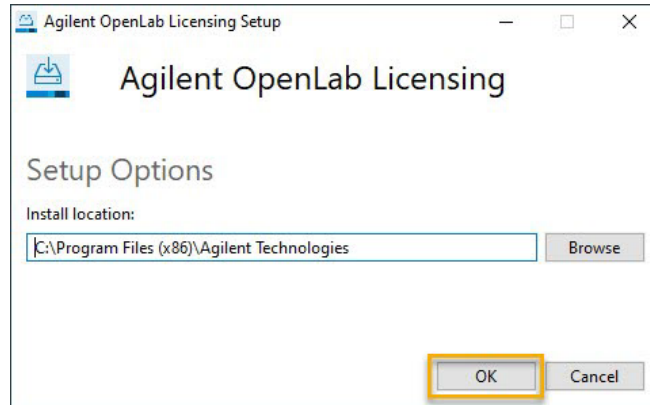 Agilent OpenLab Licensing Setup
Agilent OpenLab Licensing
Setup Options
Install location:
C:\Program Files (x86)\Agilent Technologies
Browse
OK
Cancel